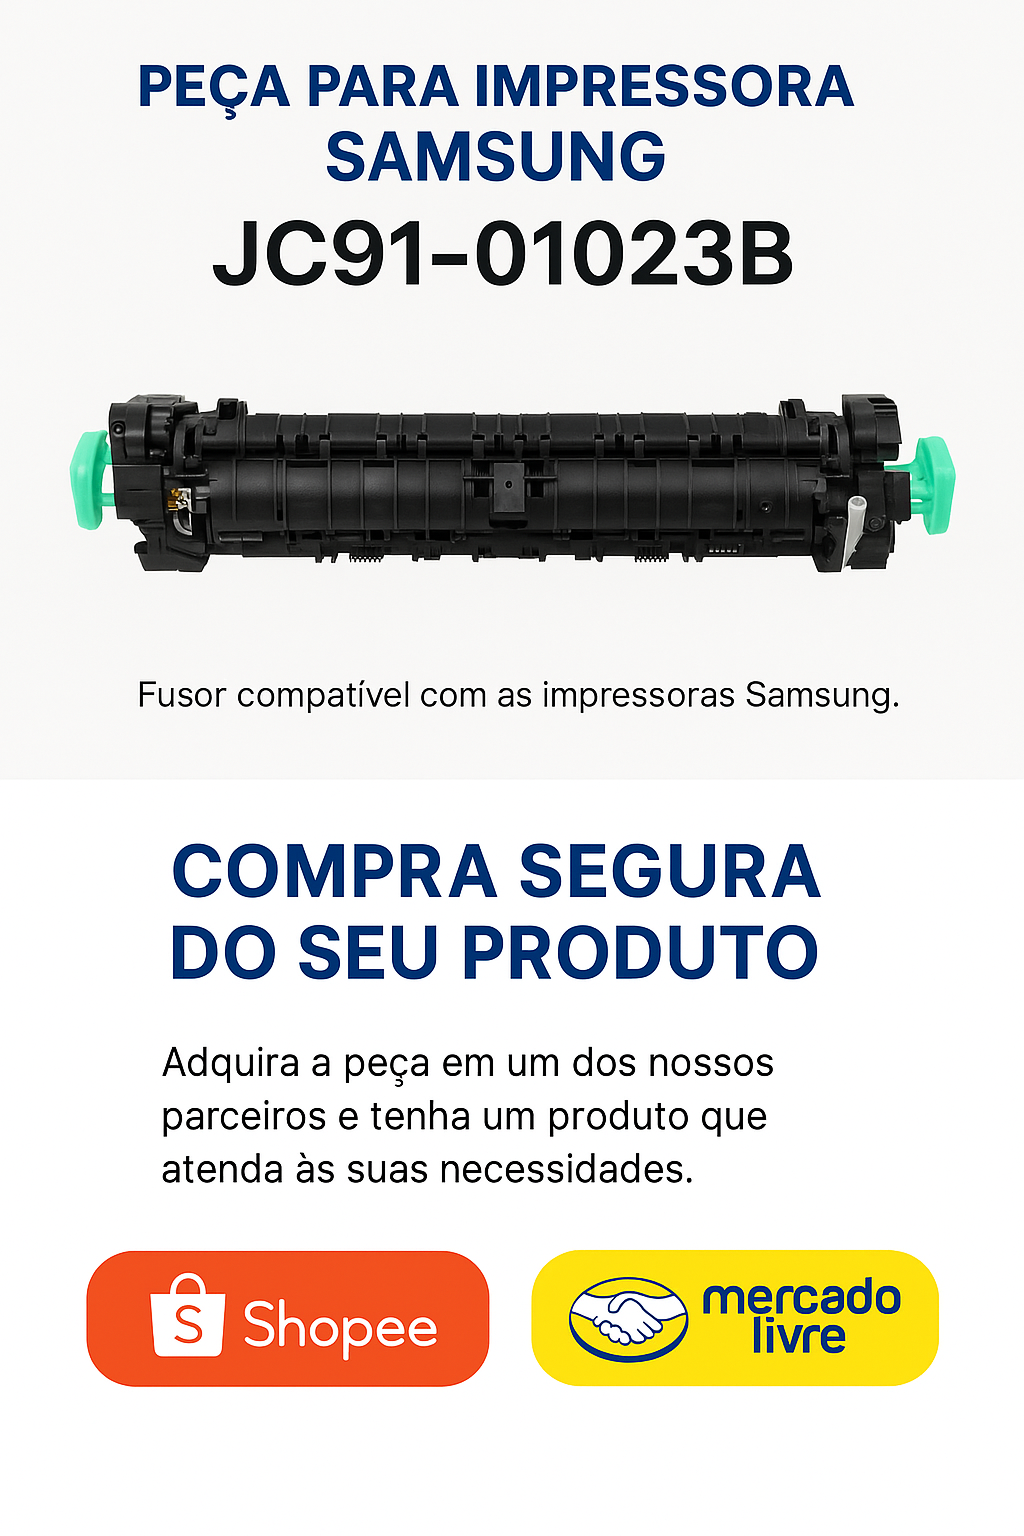 PEÇA PARA IMPRESSORA
SAMSUNG
JC91-01023B
Fusor compatível com as impressoras Samsung.
COMPRA SEGURA
DO SEU PRODUTO
Adquira a peça em um dos nossos
parceiros e tenha um produto que
atenda às suas necessidades.
S Shopee
mercado
livre